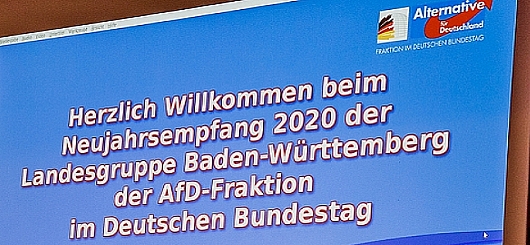 Alternative
für
Deutschland
FRAKTION IM DEUTSCHEN BUNDESTAG
Herzlich Willkommen beim
Neujahrsempfang 2020 der
Landesgruppe Baden-Württemberg
der AfD-Fraktion
im Deutschen Bundestag